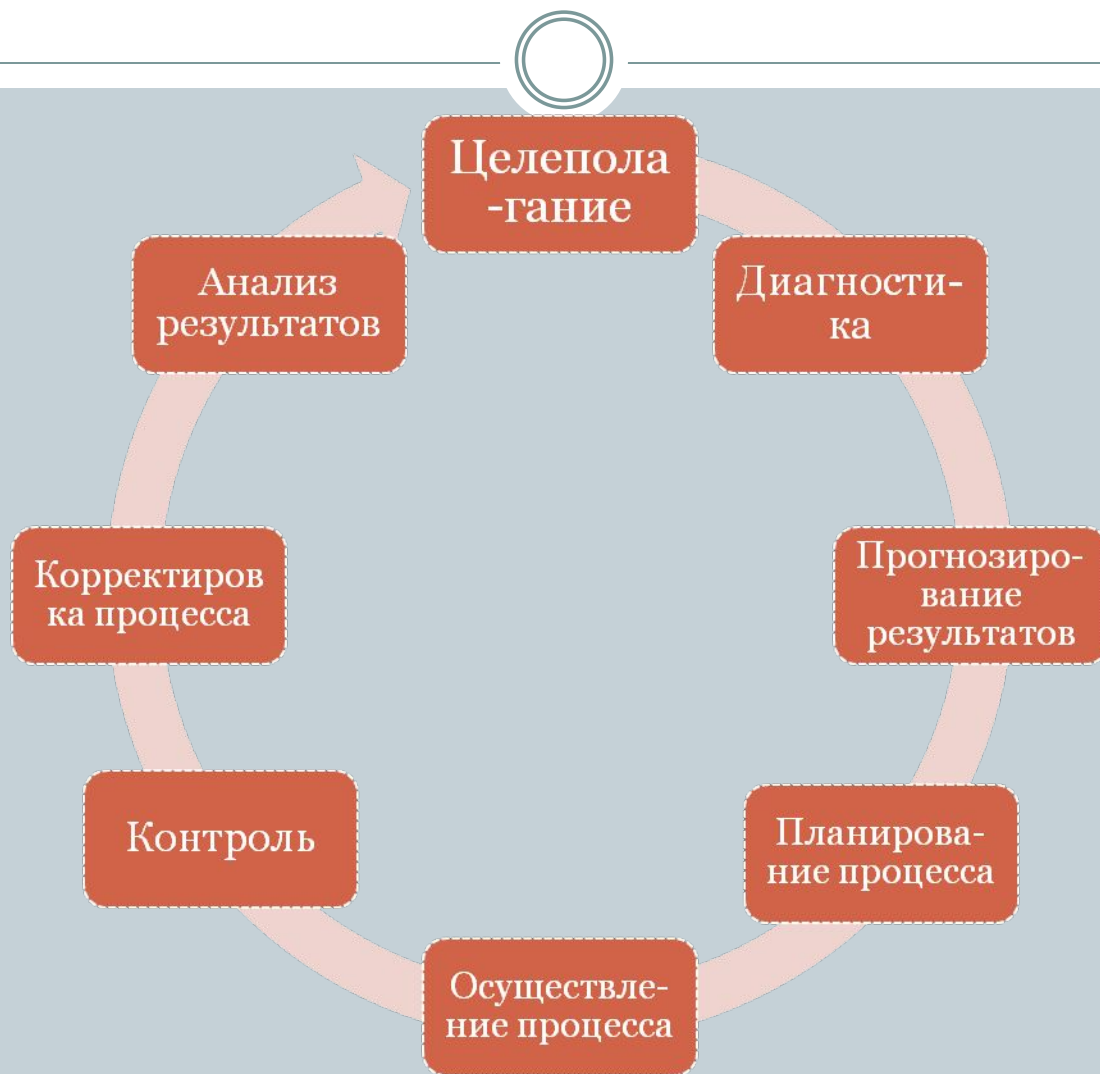 Целепола
-гание
Диагности-
ка
Прогнозиро-
вание
результатов
Планирова-
ние процесса
Осуществле-
ние процесса
Контроль
Корректиров
ка процесса
Анализ
результатов